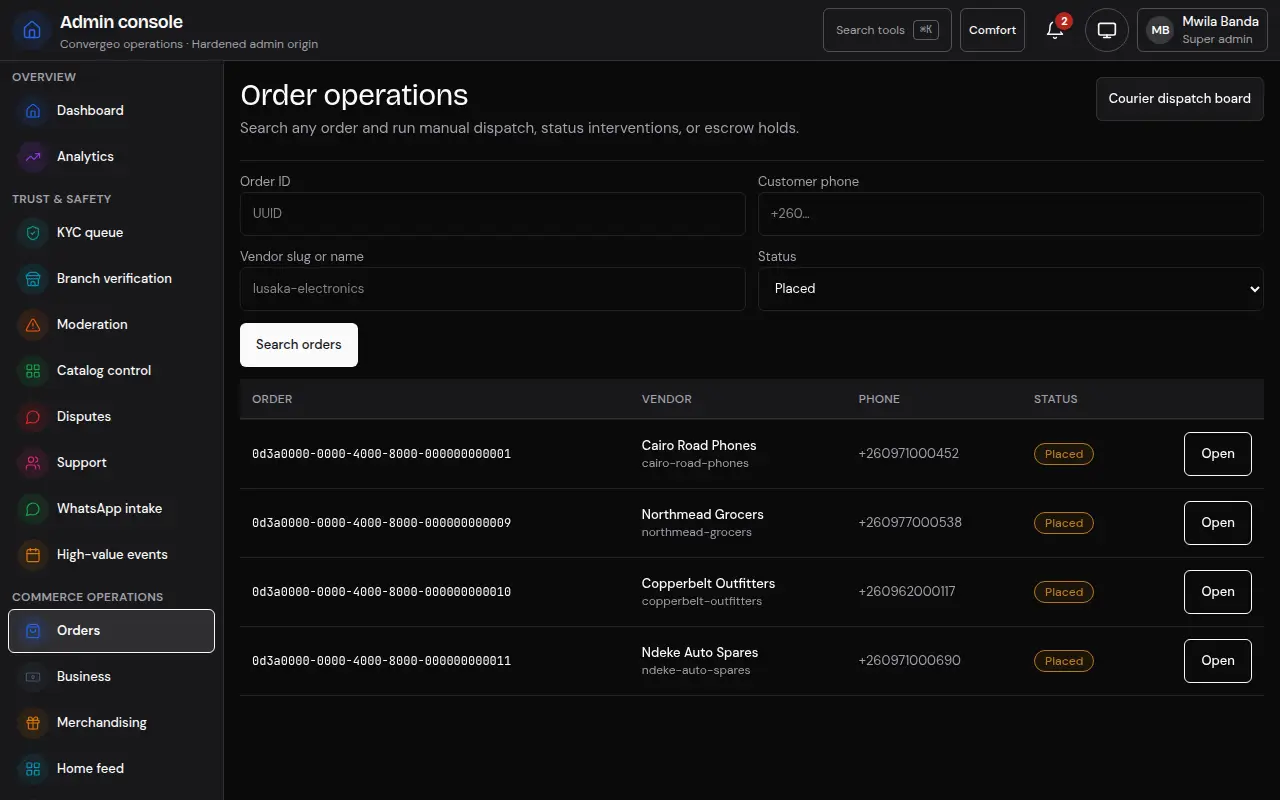 Admin console
Convergeo operations · Hardened admin origin
Search tools ⌘K
Comfort
2
MB
Mwila Banda
Super admin
OVERVIEW
Dashboard
Analytics
TRUST & SAFETY
KYC queue
Branch verification
Moderation
Catalog control
Disputes
Support
WhatsApp intake
High-value events
COMMERCE OPERATIONS
Orders
Business
Merchandising
Home feed
Order operations
Search any order and run manual dispatch, status interventions, or escrow holds.
Courier dispatch board
Order ID
UUID
Customer phone
+260…
Vendor slug or name
lusaka-electronics
Status
Placed
Search orders
ORDER VENDOR PHONE STATUS
0d3a0000-0000-4000-8000-000000000001 Cairo Road Phones +260971000452 Placed Open
cairo-road-phones
0d3a0000-0000-4000-8000-000000000009 Northmead Grocers +260977000538 Placed Open
northmead-grocers
0d3a0000-0000-4000-8000-000000000010 Copperbelt Outfitters +260962000117 Placed Open
copperbelt-outfitters
0d3a0000-0000-4000-8000-000000000011 Ndeke Auto Spares +260971000690 Placed Open
ndeke-auto-spares